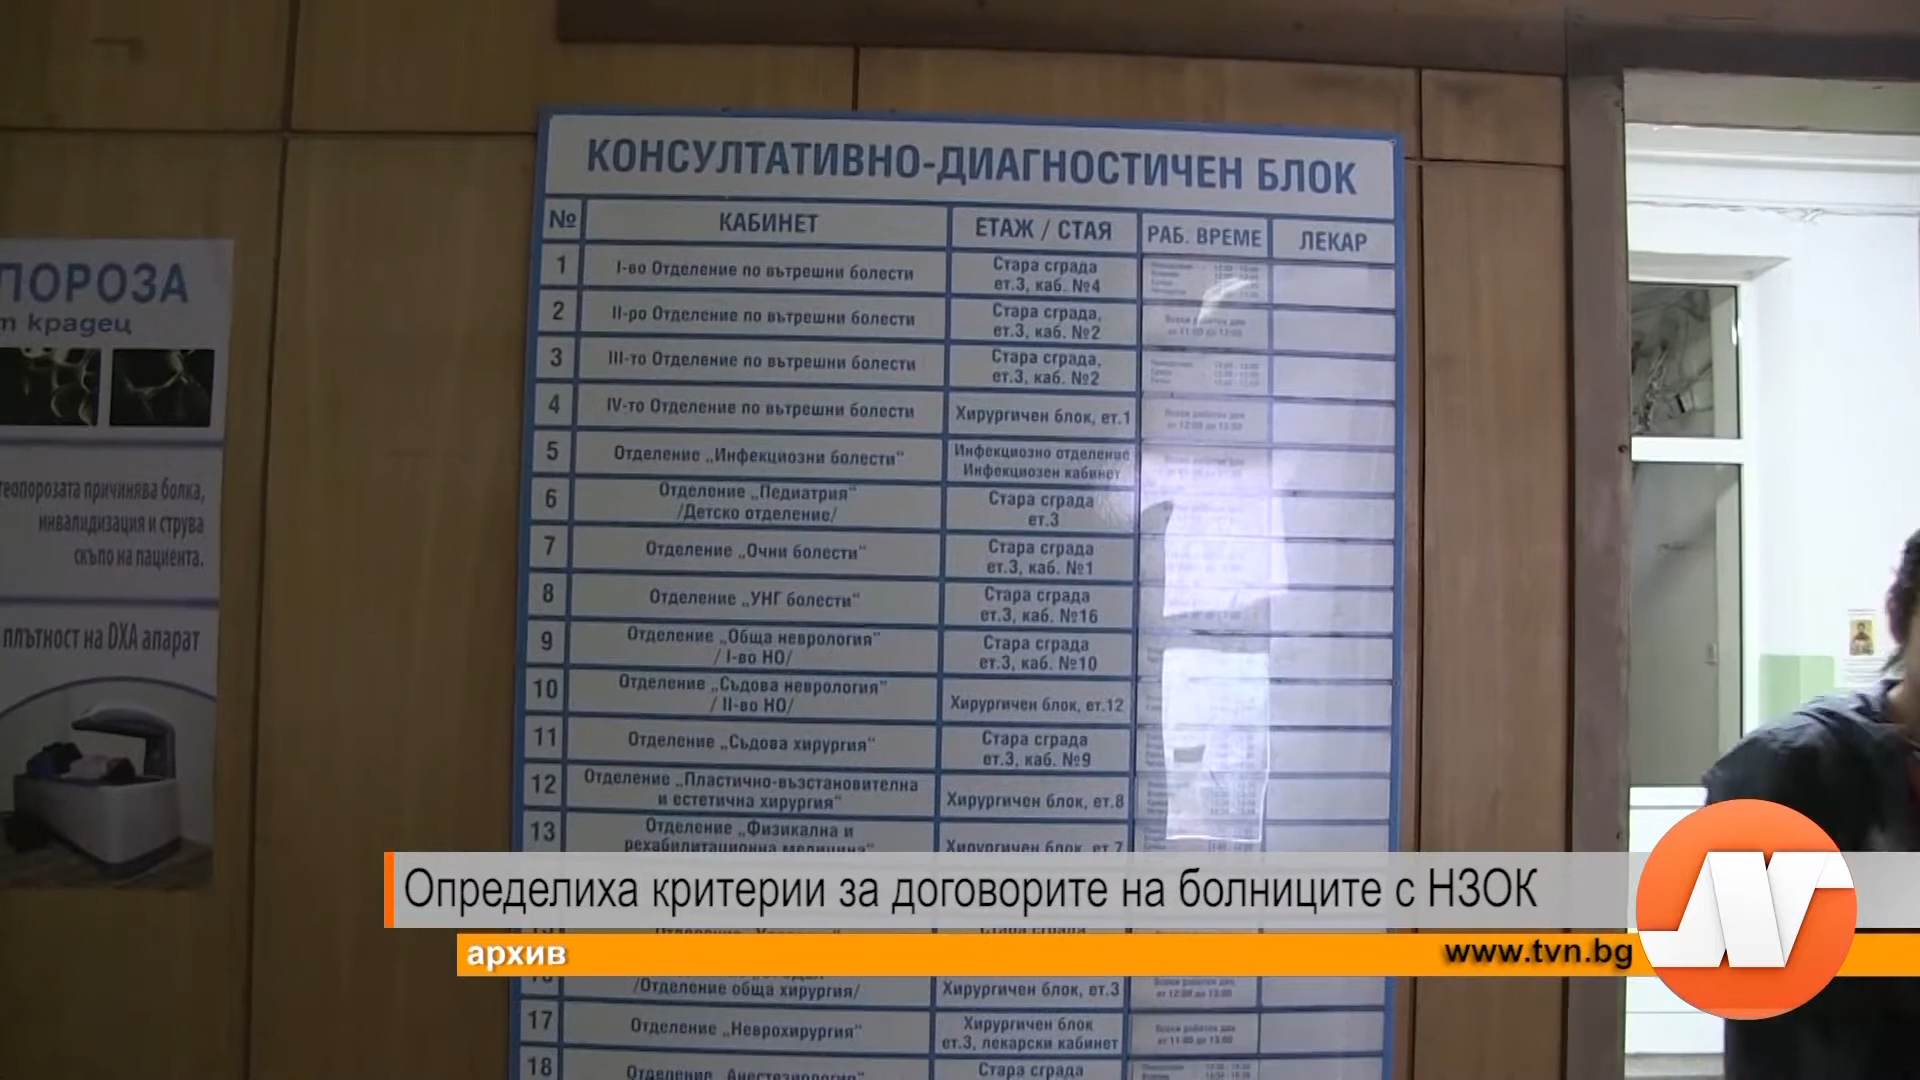 КОНСУЛТАТИВНО-ДИАГНОСТИЧЕН БЛОК
№ КАБИНЕТ ЕТАЖ / СТАЯ РАБ. ВРЕМЕ ЛЕКАР
1 I-во Отделение по вътрешни болести Стара сграда
ет.3, каб. №4
2 II-ро Отделение по вътрешни болести Стара сграда,
ет.3, каб. №2
3 III-то Отделение по вътрешни болести Стара сграда,
ет.3, каб. №2
4 IV-то Отделение по вътрешни болести Хирургичен блок, ет.1
5 Отделение „Инфекциозни болести“ Инфекциозно отделение
Инфекциозен кабинет
6 Отделение „Педиатрия“
/Детско отделение/ Стара сграда
ет.3
7 Отделение „Очни болести“ Стара сграда
ет.3, каб. №1
8 Отделение „УНГ болести“ Стара сграда
ет.3, каб. №16
9 Отделение „Обща неврология“
/ I-во НО/ Стара сграда
ет.3, каб. №10
10 Отделение „Съдова неврология“
/ II-во НО/ Хирургичен блок, ет.12
11 Отделение „Съдова хирургия“ Стара сграда
ет.3, каб. №9
12 Отделение „Пластично-възстановителна
и естетична хирургия“ Хирургичен блок, ет.8
13 Отделение „Физикална и
рехабилитационна медицина“ Хирургичен блок, ет.7
/Отделение обща хирургия/ Хирургичен блок, ет.3
17 Отделение „Неврохирургия“ Хирургичен блок
ет.3, лекарски кабинет
18 Отделение „Анестезиология“ Стара сграда
ПОРОЗА
т крадец
теопорозата причинява болка,
инвалидизация и струва
скъпо на пациента.
плътност на DXA апарат
Определиха критерии за договорите на болниците с НЗОК
архив www.tvn.bg